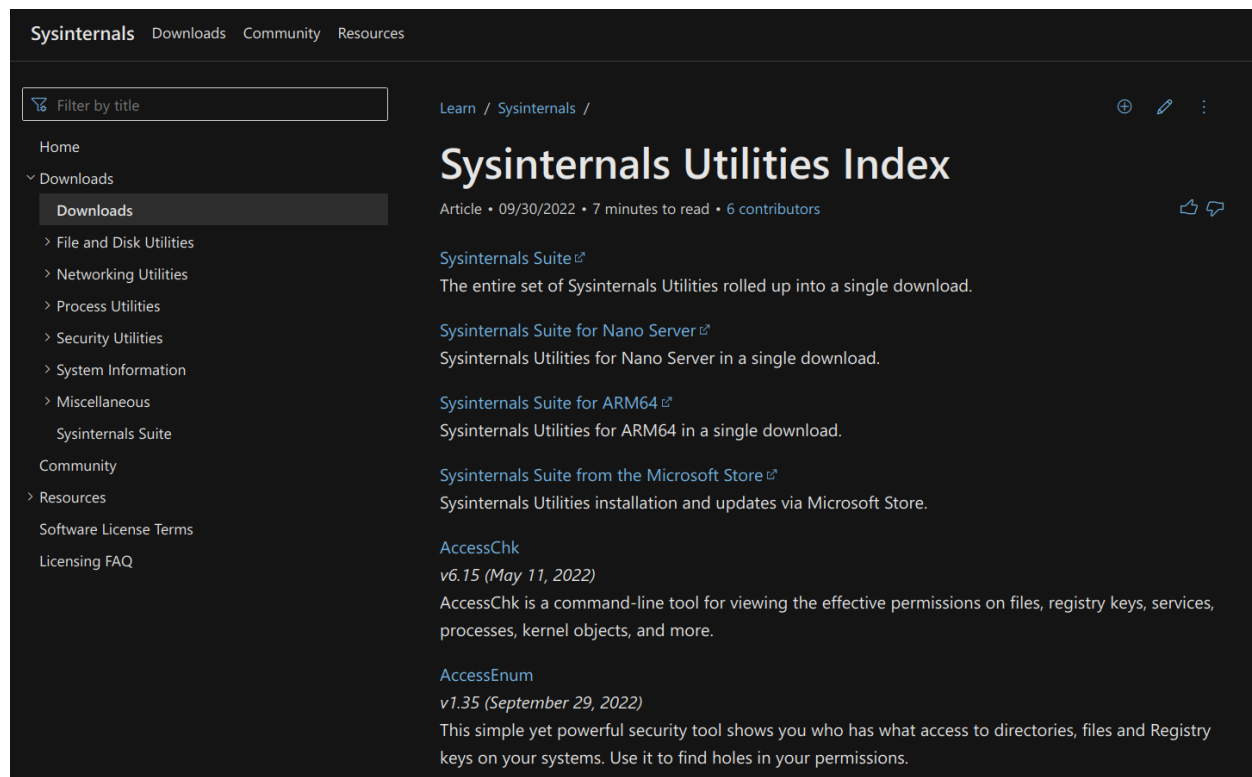 Sysinternals Downloads Community Resources
Filter by title
Home
Downloads
Downloads
File and Disk Utilities
Networking Utilities
Process Utilities
Security Utilities
System Information
Miscellaneous
Sysinternals Suite
Community
Resources
Software License Terms
Licensing FAQ
Learn / Sysinternals /
Sysinternals Utilities Index
Article • 09/30/2022 • 7 minutes to read • 6 contributors
Sysinternals Suite
The entire set of Sysinternals Utilities rolled up into a single download.
Sysinternals Suite for Nano Server
Sysinternals Utilities for Nano Server in a single download.
Sysinternals Suite for ARM64
Sysinternals Utilities for ARM64 in a single download.
Sysinternals Suite from the Microsoft Store
Sysinternals Utilities installation and updates via Microsoft Store.
AccessChk
v6.15 (May 11, 2022)
AccessChk is a command-line tool for viewing the effective permissions on files, registry keys, services,
processes, kernel objects, and more.
AccessEnum
v1.35 (September 29, 2022)
This simple yet powerful security tool shows you who has what access to directories, files and Registry
keys on your systems. Use it to find holes in your permissions.